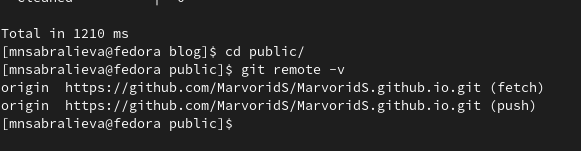 Total in 1210 ms
[mnsabralieva@fedora blog]$ cd public/
[mnsabralieva@fedora public]$ git remote -v
origin  https://github.com/MarvoridS/MarvoridS.github.io.git (fetch)
origin  https://github.com/MarvoridS/MarvoridS.github.io.git (push)
[mnsabralieva@fedora public]$